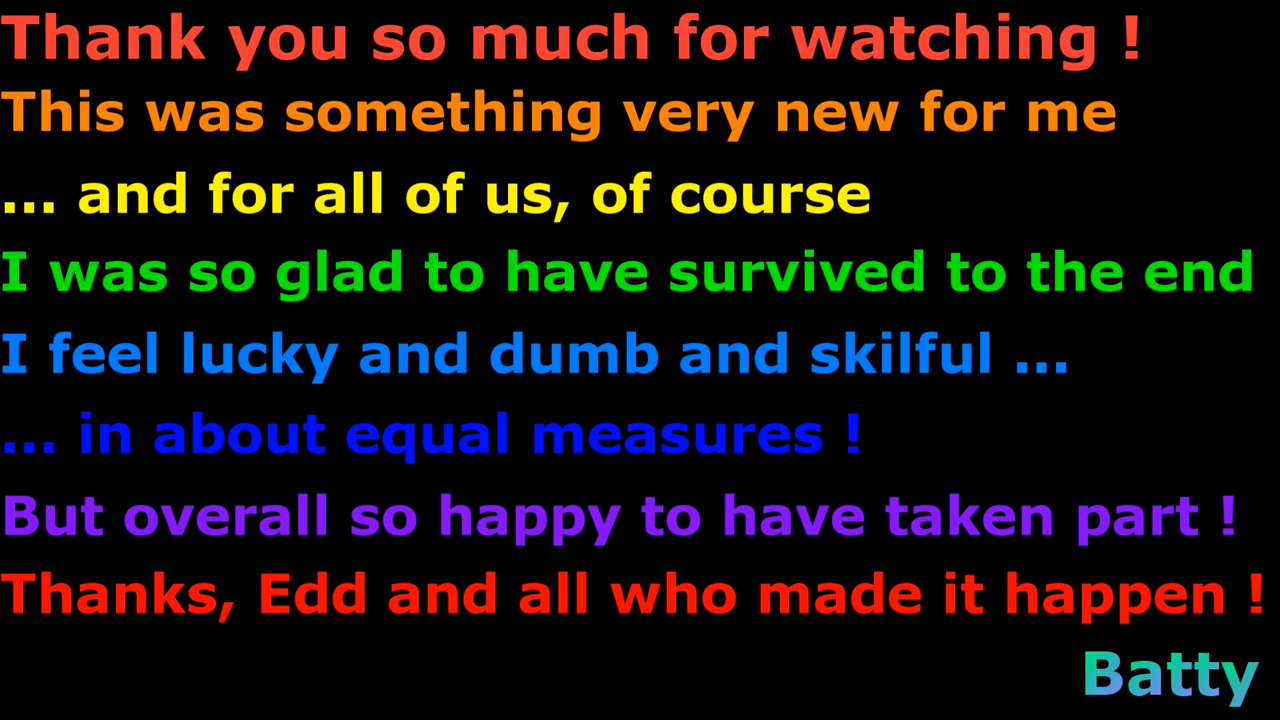 Thank you so much for watching !
This was something very new for me
... and for all of us, of course
I was so glad to have survived to the end
I feel lucky and dumb and skilful ...
... in about equal measures !
But overall so happy to have taken part !
Thanks, Edd and all who made it happen !
Batty